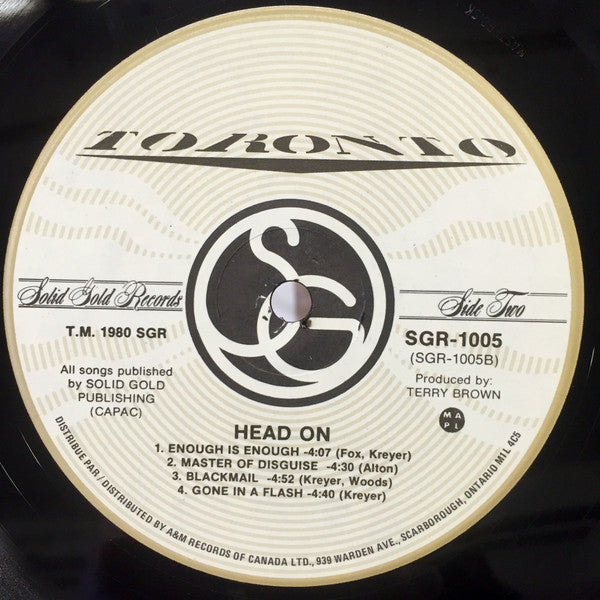 TORONTO
SG
Solid Gold Records
Side Two
T.M. 1980 SGR
SGR-1005
(SGR-1005B)
All songs published
by SOLID GOLD
PUBLISHING
(CAPAC)
Produced by:
TERRY BROWN
M A
P L
HEAD ON
1. ENOUGH IS ENOUGH -4:07 (Fox, Kreyer)
2. MASTER OF DISGUISE -4:30 (Alton)
3. BLACKMAIL -4:52 (Kreyer, Woods)
4. GONE IN A FLASH -4:40 (Kreyer)
DISTRIBUE PAR / DISTRIBUTED BY A&M RECORDS OF CANADA LTD., 939 WARDEN AVE., SCARBOROUGH, ONTARIO M1L 4C5